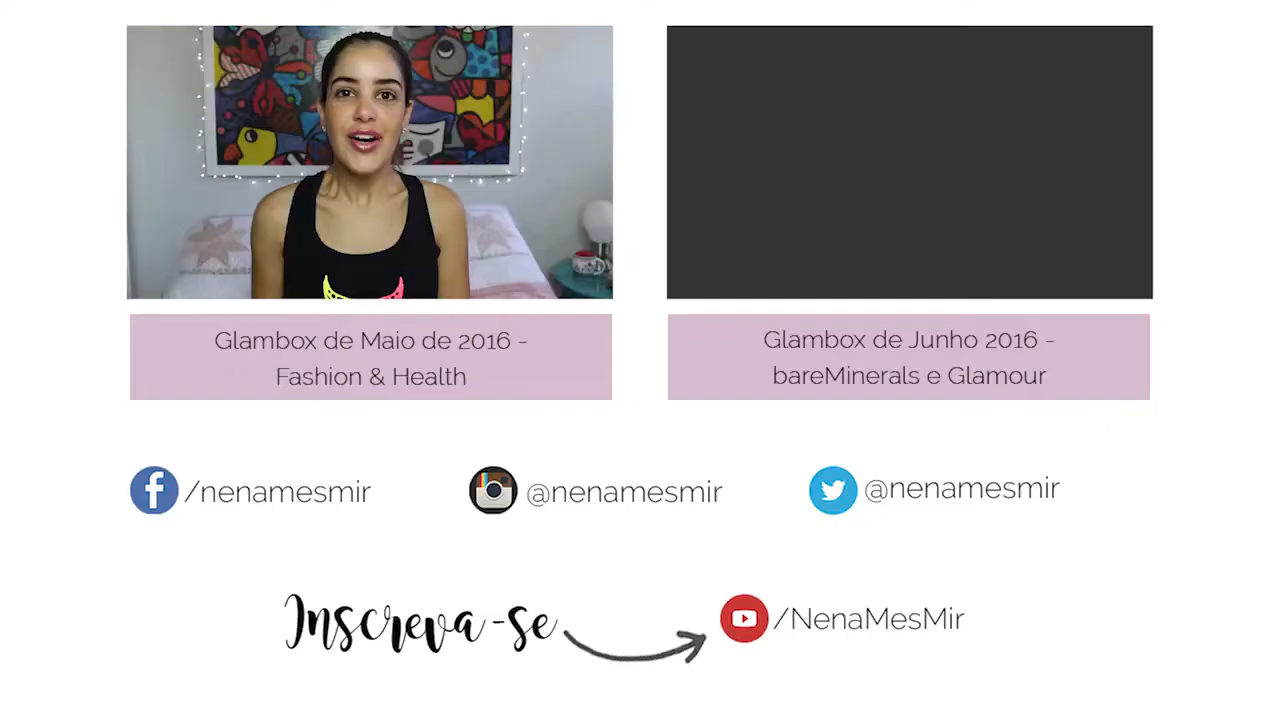 Glambox de Maio de 2016 -
Fashion & Health
Glambox de Junho 2016 -
bareMinerals e Glamour
/nenamesmir
@nenamesmir
@nenamesmir
Inscreva-se
/NenaMesMir